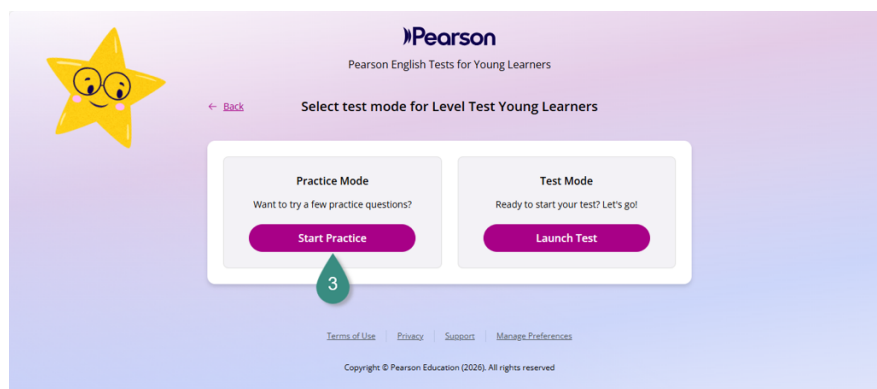 Pearson
Pearson English Tests for Young Learners
← Back
Select test mode for Level Test Young Learners
Practice Mode
Want to try a few practice questions?
Start Practice
Test Mode
Ready to start your test? Let's go!
Launch Test
3
Terms of Use | Privacy | Support | Manage Preferences
Copyright © Pearson Education (2026). All rights reserved